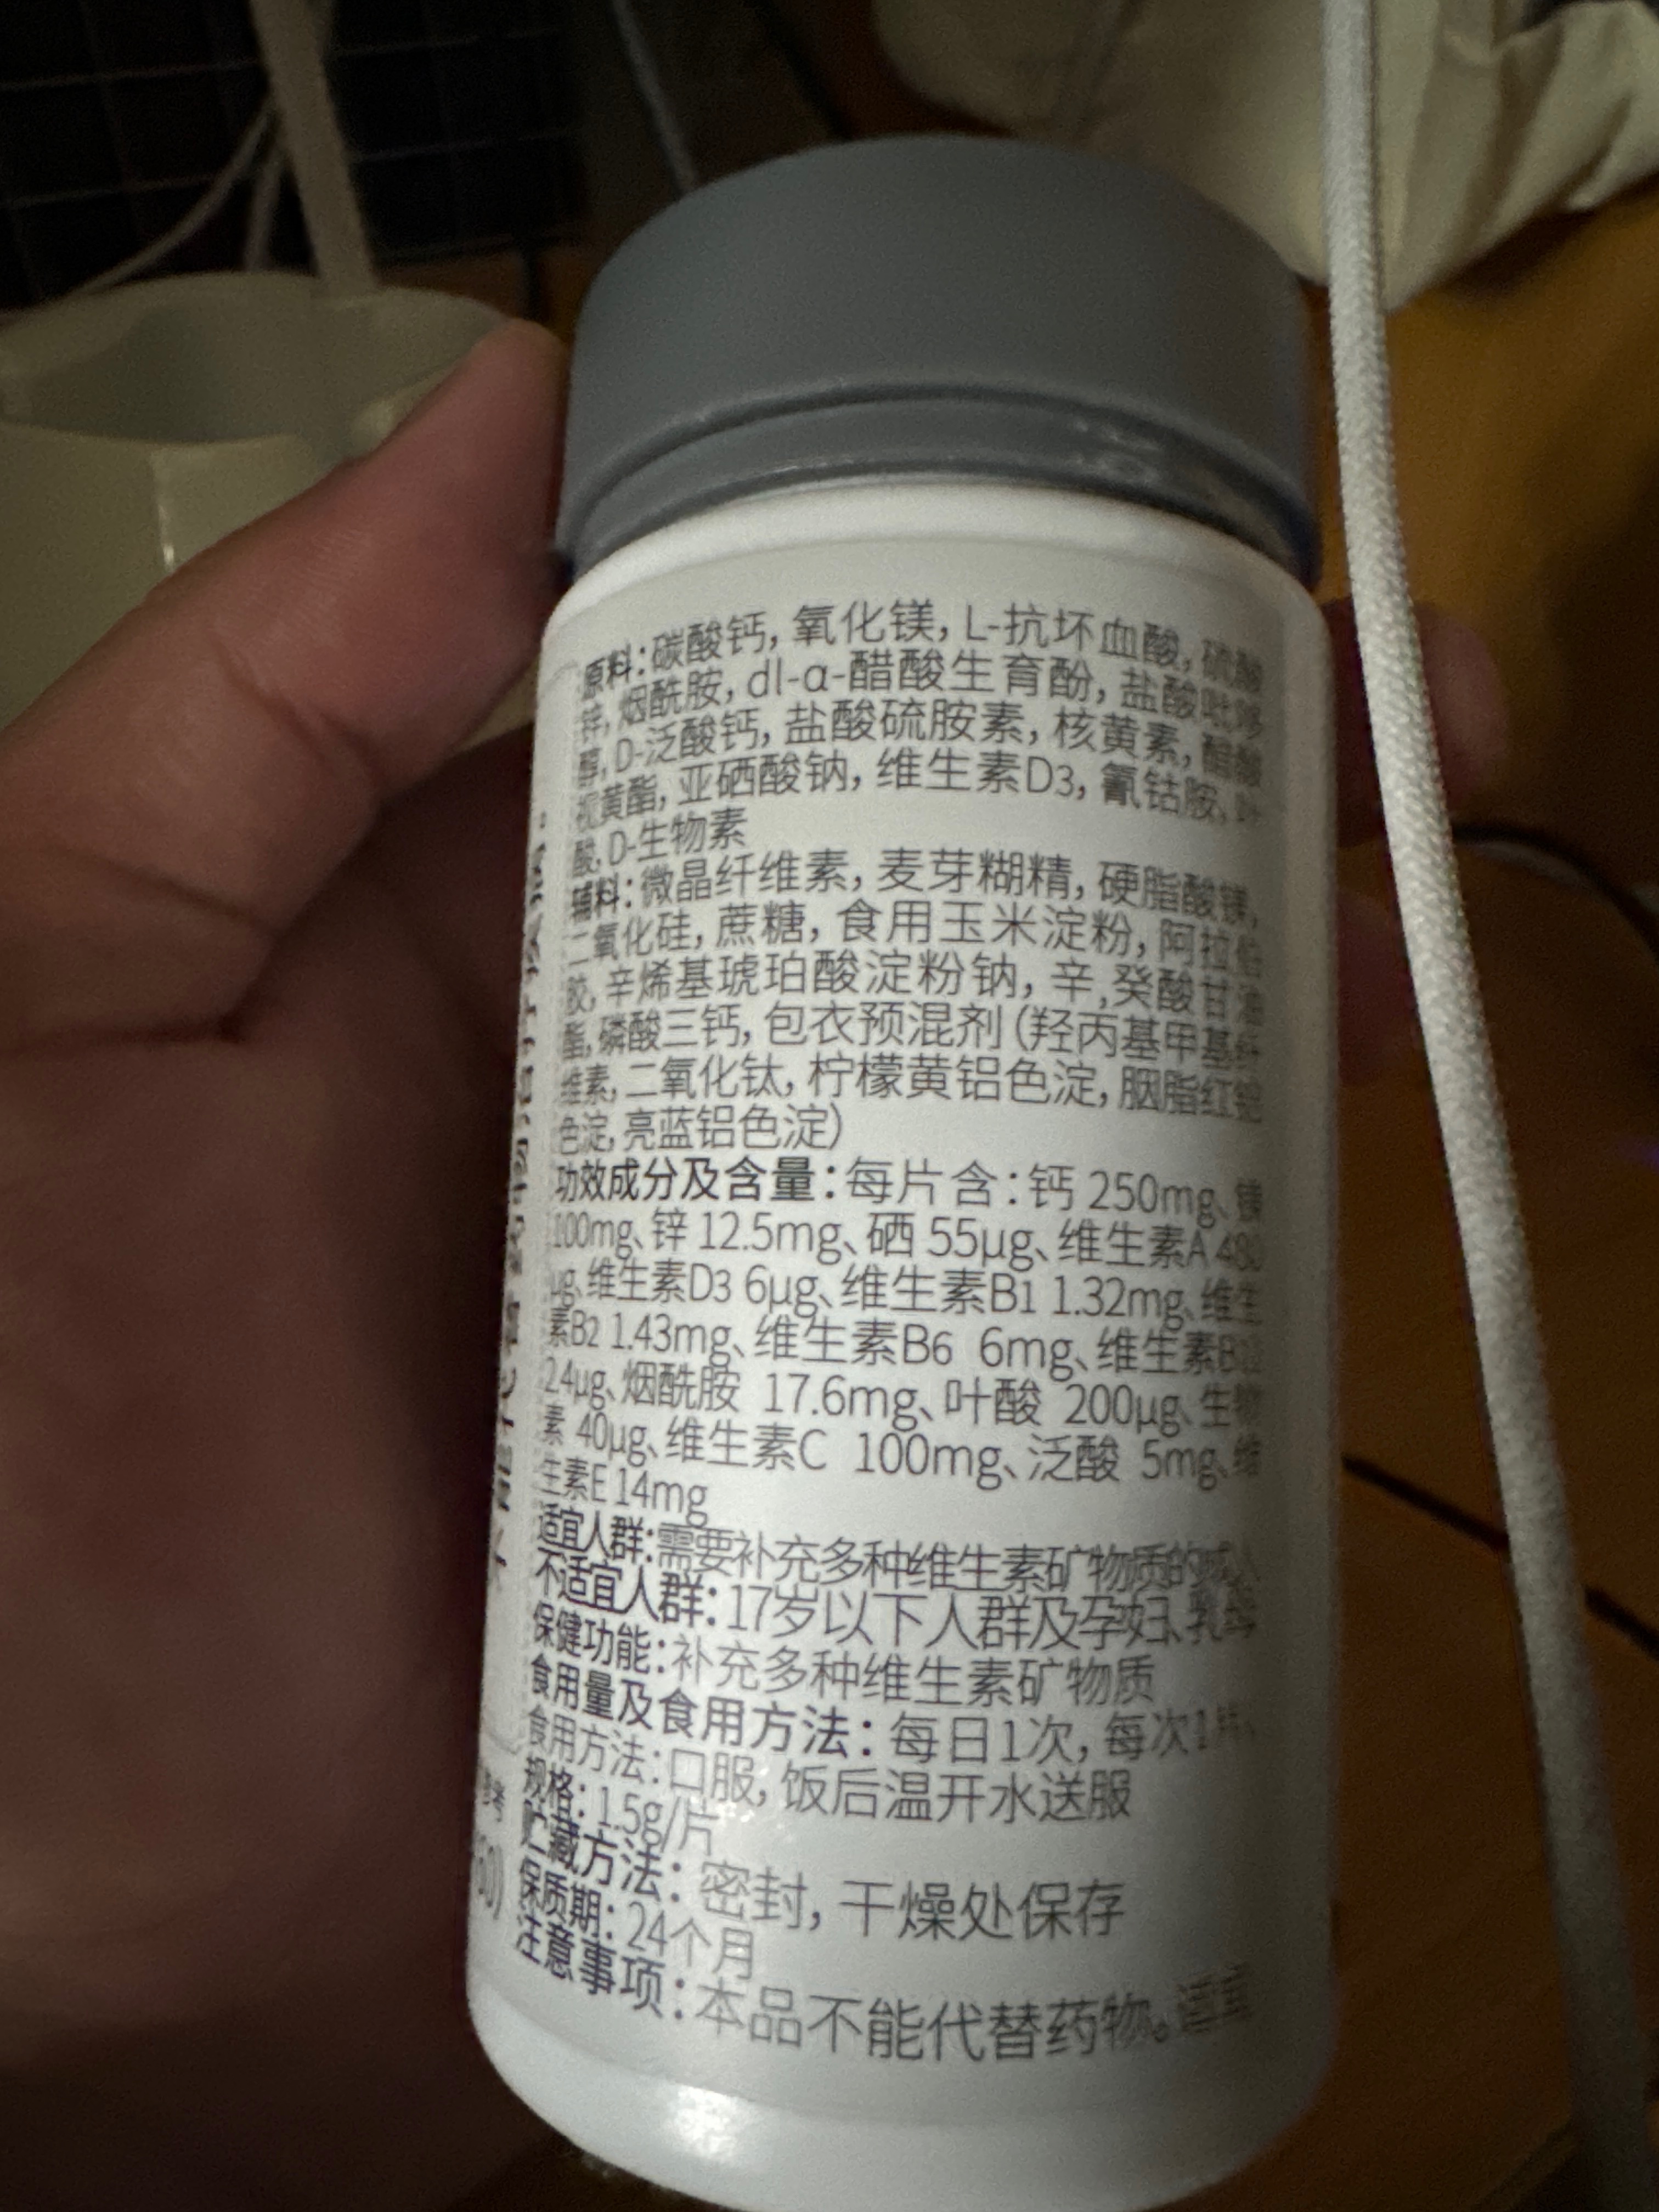 原料：碳酸钙，氧化镁，L-抗坏血酸，硫酸
锌，烟酰胺，dl-α-醋酸生育酚，盐酸吡哆
醇，D-泛酸钙，盐酸硫胺素，核黄素，醋酸
视黄酯，亚硒酸钠，维生素D3，氰钴胺，叶
酸，D-生物素
辅料：微晶纤维素，麦芽糊精，硬脂酸镁，
二氧化硅，蔗糖，食用玉米淀粉，阿拉伯
胶，辛烯基琥珀酸淀粉钠，辛，癸酸甘油
酯，磷酸三钙，包衣预混剂（羟丙基甲基纤
维素，二氧化钛，柠檬黄铝色淀，胭脂红铝
色淀，亮蓝铝色淀）
功效成分及含量：每片含：钙 250mg、镁
100mg、锌 12.5mg、硒 55μg、维生素A 480
μg、维生素D3 6μg、维生素B1 1.32mg、维生
素B2 1.43mg、维生素B6 6mg、维生素B12
2.4μg、烟酰胺 17.6mg、叶酸 200μg、生物
素 40μg、维生素C 100mg、泛酸 5mg、维
生素E 14mg
适宜人群：需要补充多种维生素矿物质的成人
不适宜人群：17岁以下人群及孕妇、乳母
保健功能：补充多种维生素矿物质
食用量及食用方法：每日1次，每次1片、
食用方法：口服，饭后温开水送服
规格：1.5g/片
贮藏方法：密封，干燥处保存
保质期：24个月
注意事项：本品不能代替药物。适宜
参考